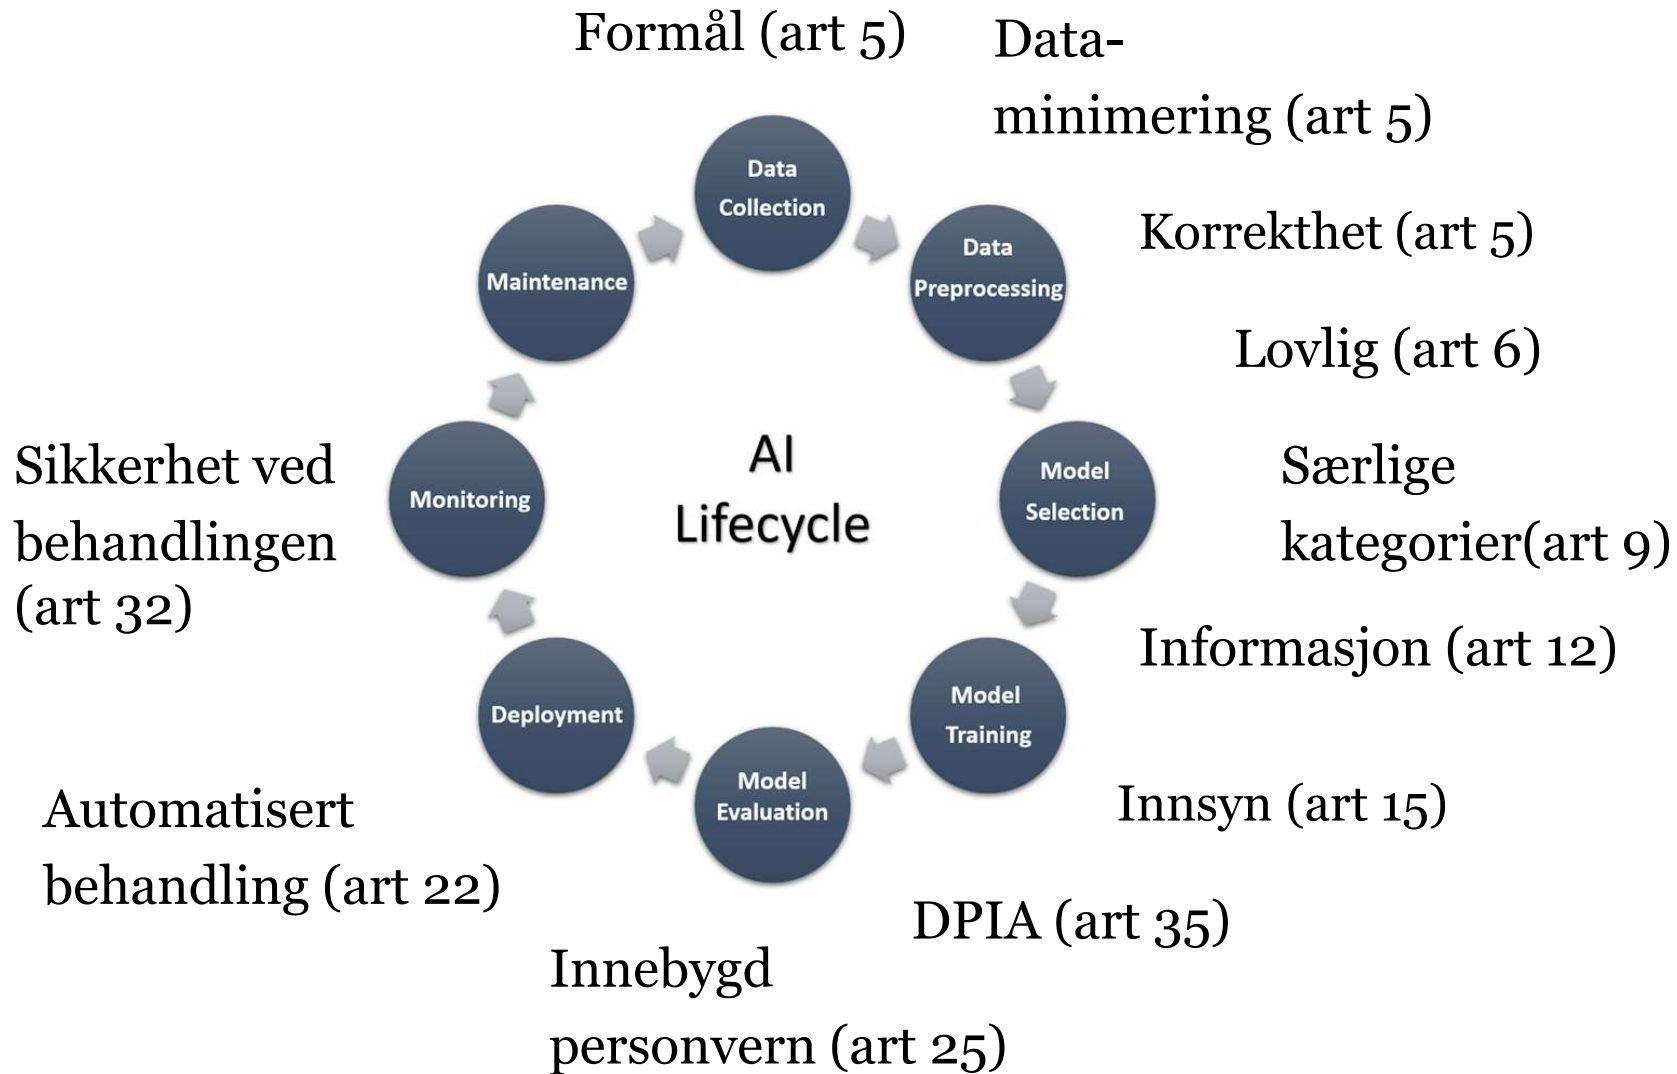 Formål (art 5)
Data-
minimering (art 5)
Korrekthet (art 5)
Lovlig (art 6)
Særlige
kategorier(art 9)
Informasjon (art 12)
Innsyn (art 15)
DPIA (art 35)
Innebygd
personvern (art 25)
Automatisert
behandling (art 22)
Sikkerhet ved
behandlingen
(art 32)
Data
Collection
Data
Preprocessing
Model
Selection
Model
Training
Model
Evaluation
Deployment
Monitoring
Maintenance
AI
Lifecycle